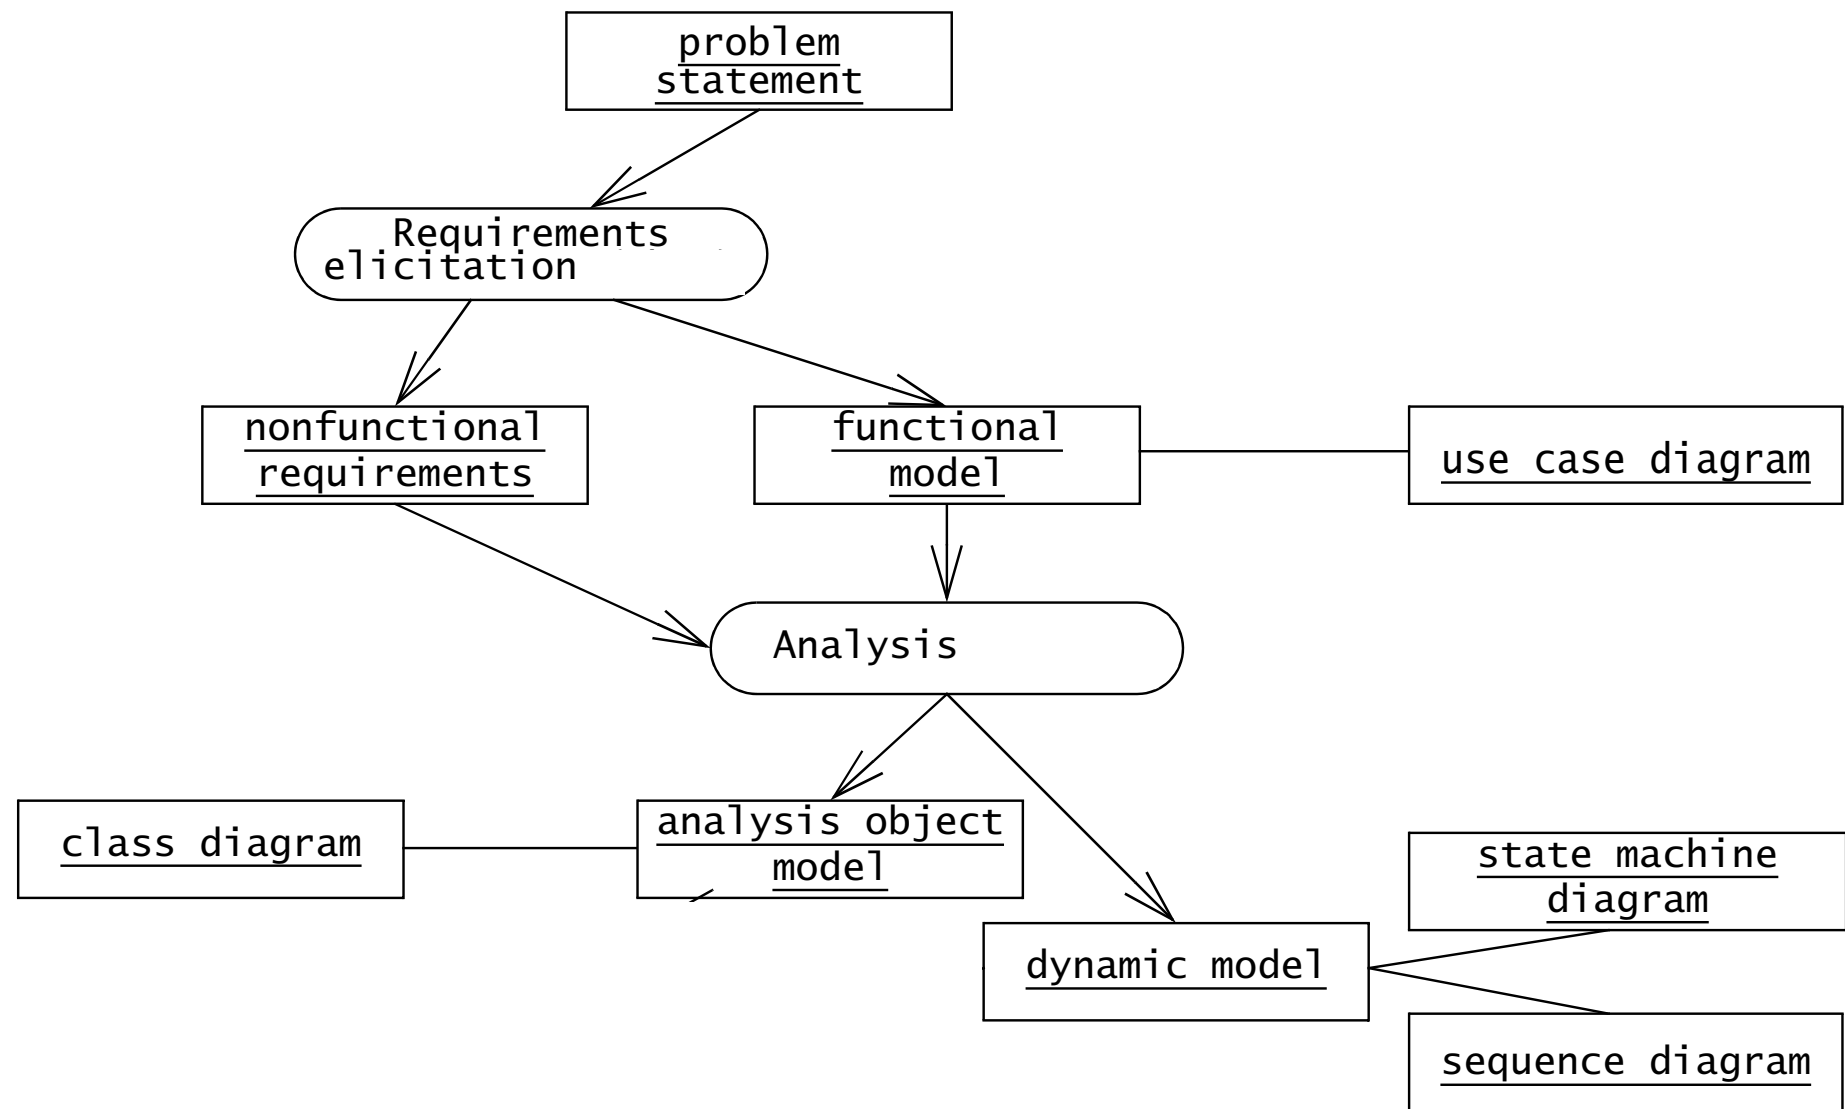 problem
statement
Requirements
elicitation
nonfunctional
requirements
functional
model
use case diagram
Analysis
class diagram
analysis object
model
state machine
diagram
dynamic model
sequence diagram